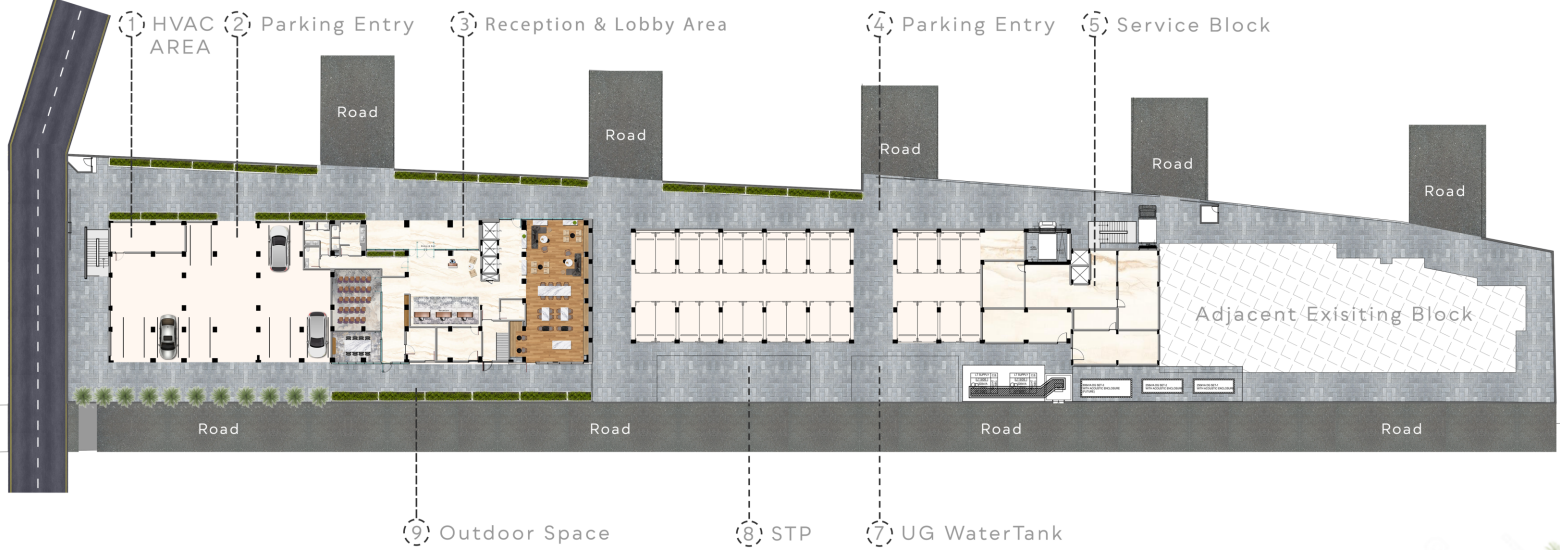 1 HVAC AREA
2 Parking Entry
3 Reception & Lobby Area
4 Parking Entry
5 Service Block
Road
Road
Road
Road
Road
Adjacent Exisiting Block
Road
Road
Road
Road
9 Outdoor Space
8 STP
7 UG WaterTank